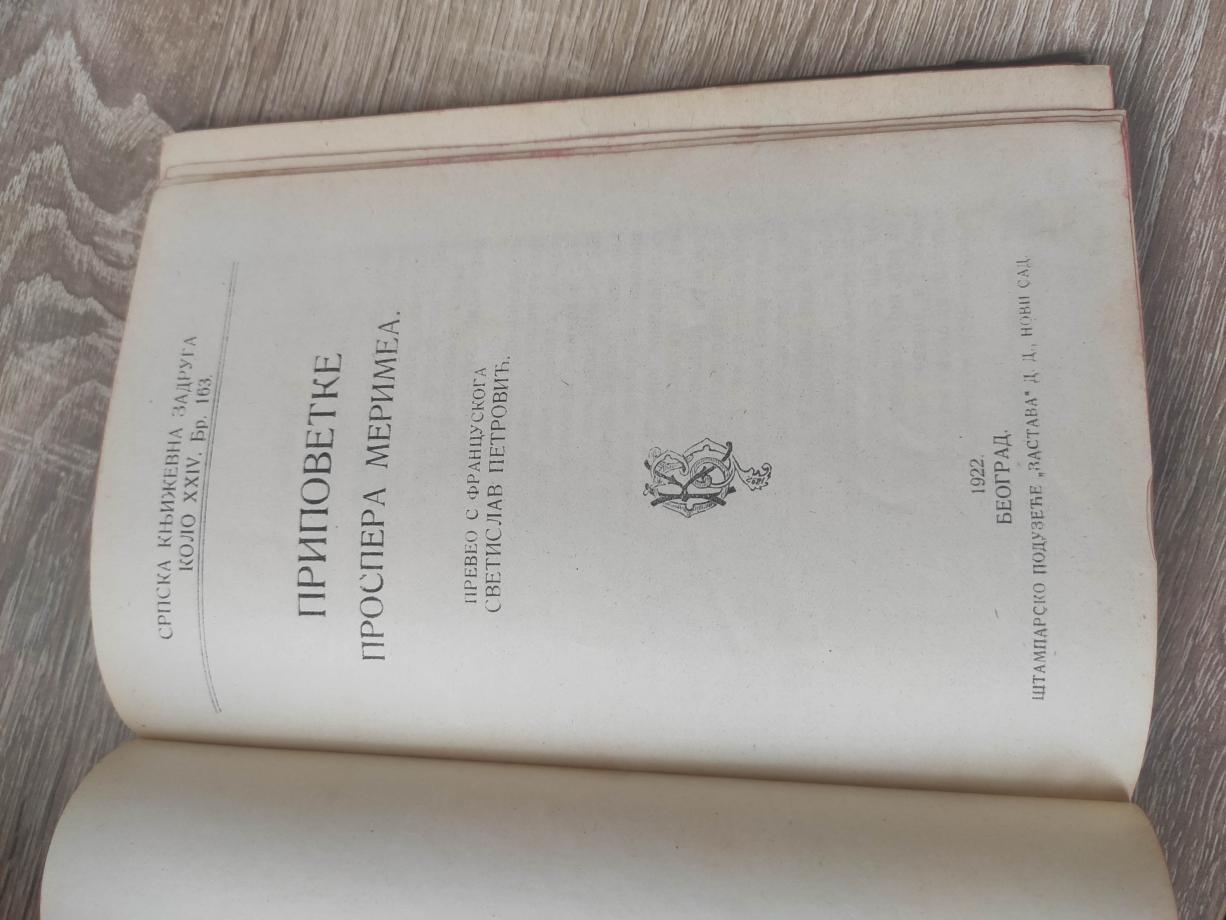 СРПСКА КЊИЖЕВНА ЗАДРУГА
КОЛО XXIV. Бр. 163.
ПРИПОВЕТКЕ
ПРОСПЕРА МЕРИМЕА.
ПРЕВЕО С ФРАНЦУСКОГА
СВЕТИСЛАВ ПЕТРОВИЋ.
1922.
БЕОГРАД.
ШТАМПАРСКО ПОДУЗЕЋЕ „ЗАСТАВА" Д. Д., НОВИ САД.